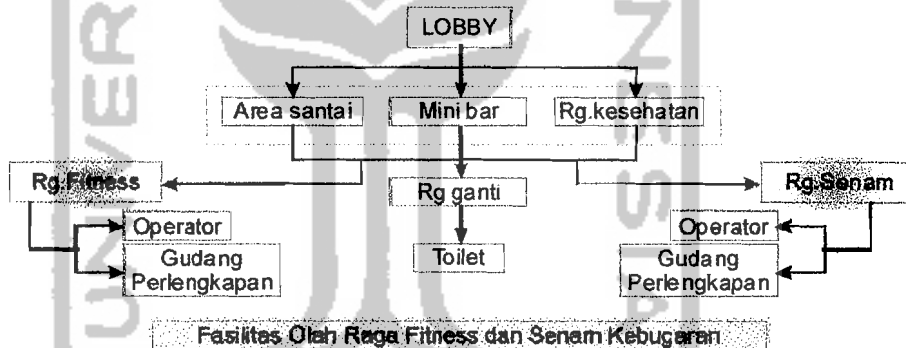 LOBBY
Area santai
Mini bar
Rg.kesehatan
Rg.Fitness
Rg ganti
Rg.Senam
Operator
Gudang
Perlengkapan
Toilet
Operator
Gudang
Perlengkapan
Fasilitas Olah Raga Fitness dan Senam Kebugaran
UNIVER